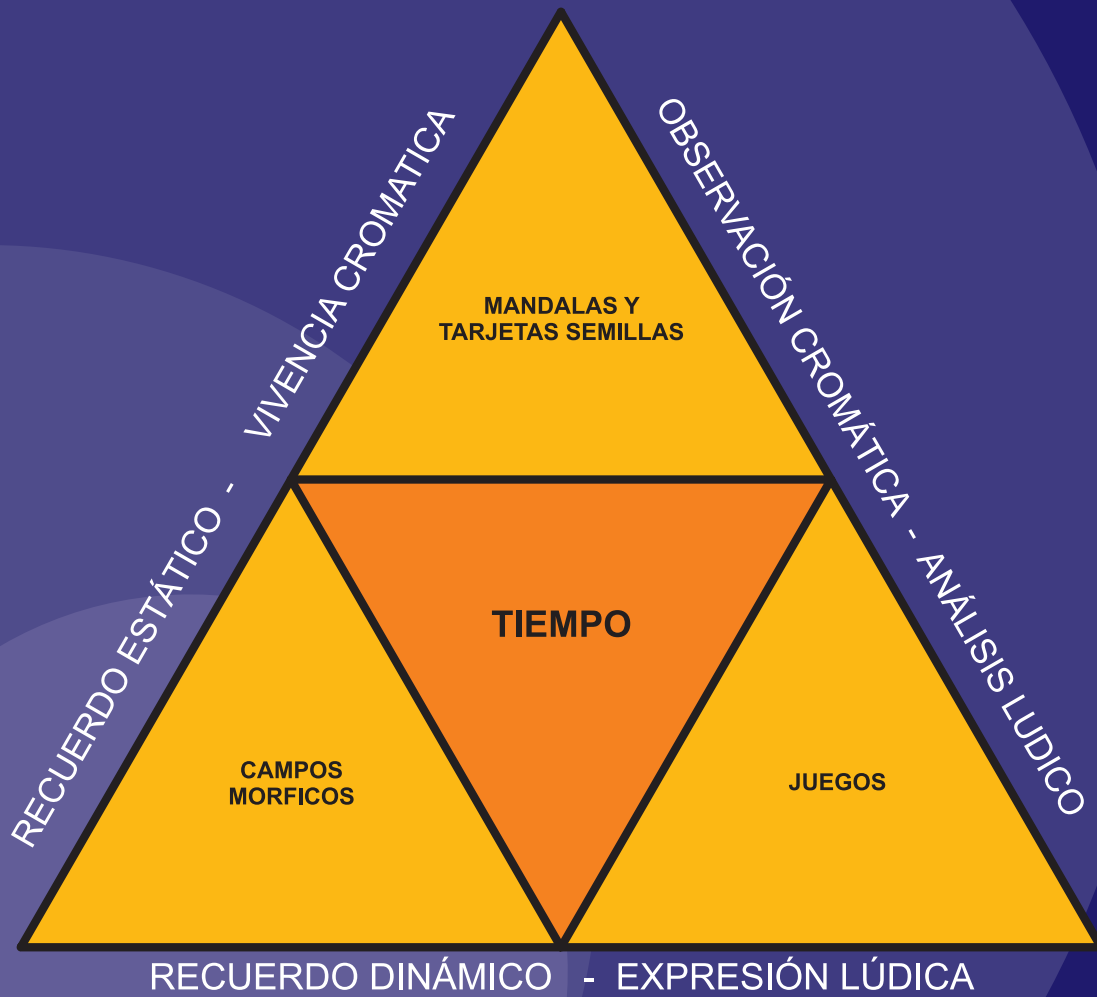 RECUERDO ESTÁTICO - VIVENCIA CROMATICA
OBSERVACIÓN CROMÁTICA - ANÁLISIS LUDICO
MANDALAS Y
TARJETAS SEMILLAS
TIEMPO
CAMPOS
MORFICOS
JUEGOS
RECUERDO DINÁMICO - EXPRESIÓN LÚDICA